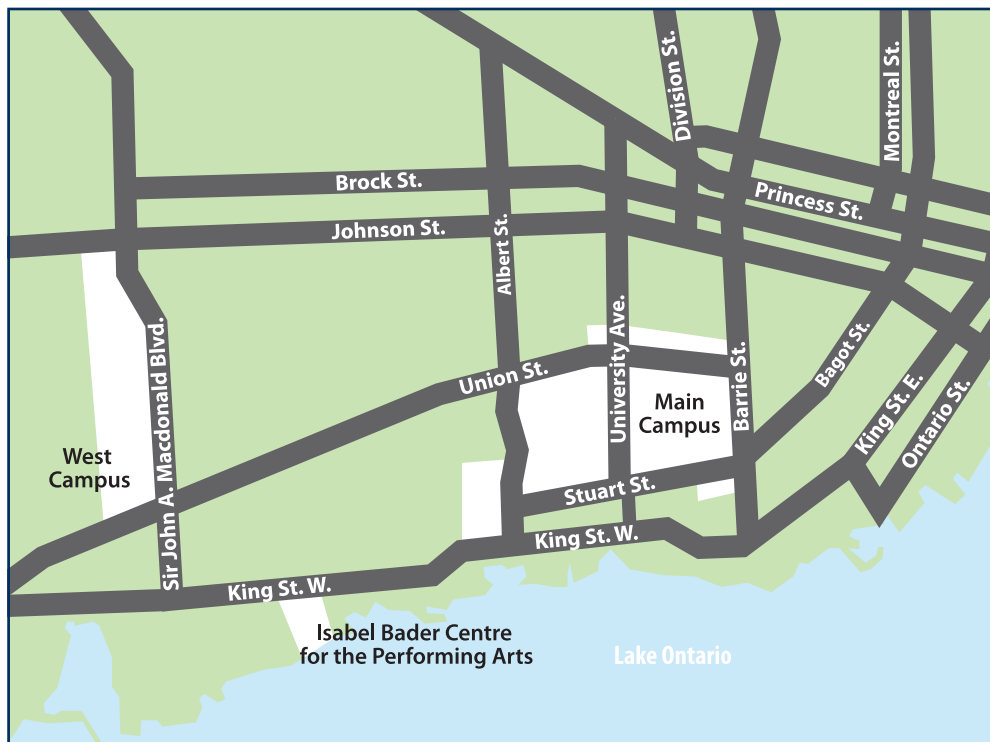 Division St.
Montreal St.
Brock St.
Princess St.
Johnson St.
Albert St.
University Ave.
Sir John A. Macdonald Blvd.
Union St.
Barrie St.
Bagot St.
King St. E.
Ontario St.
Main
Campus
West
Campus
Stuart St.
King St. W.
King St. W.
Isabel Bader Centre
for the Performing Arts
Lake Ontario